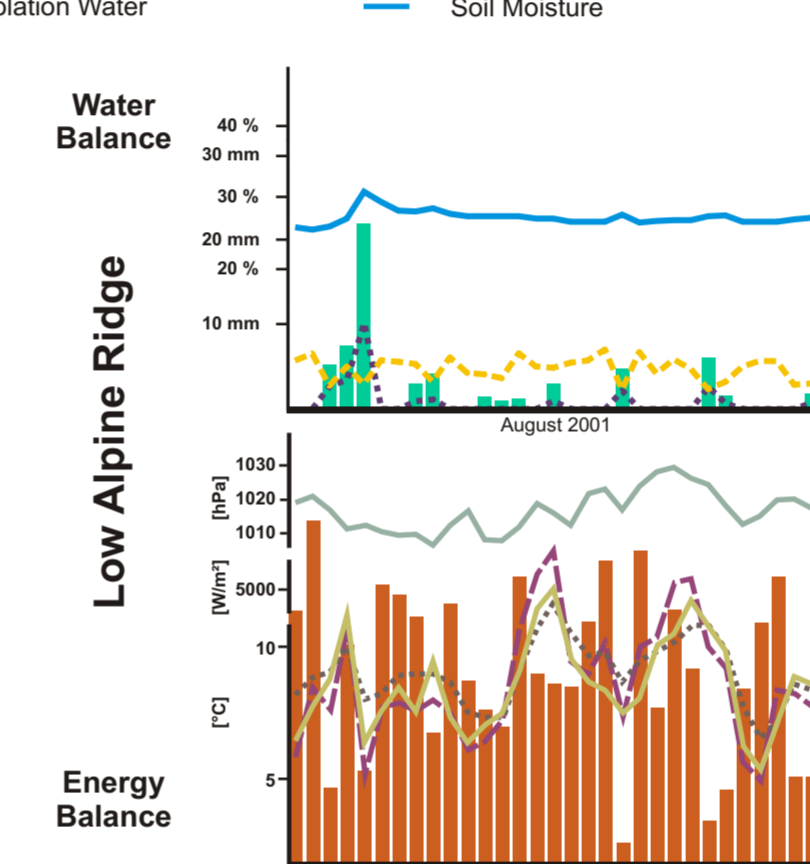 Water
Soil Moisture
Water
Balance
40 %
30 mm
30 %
20 mm
20 %
10 mm
August 2001
Low Alpine Ridge
1030
1020
1010
[hPa]
5000
[W/m²]
10
5
[°C]
Energy
Balance